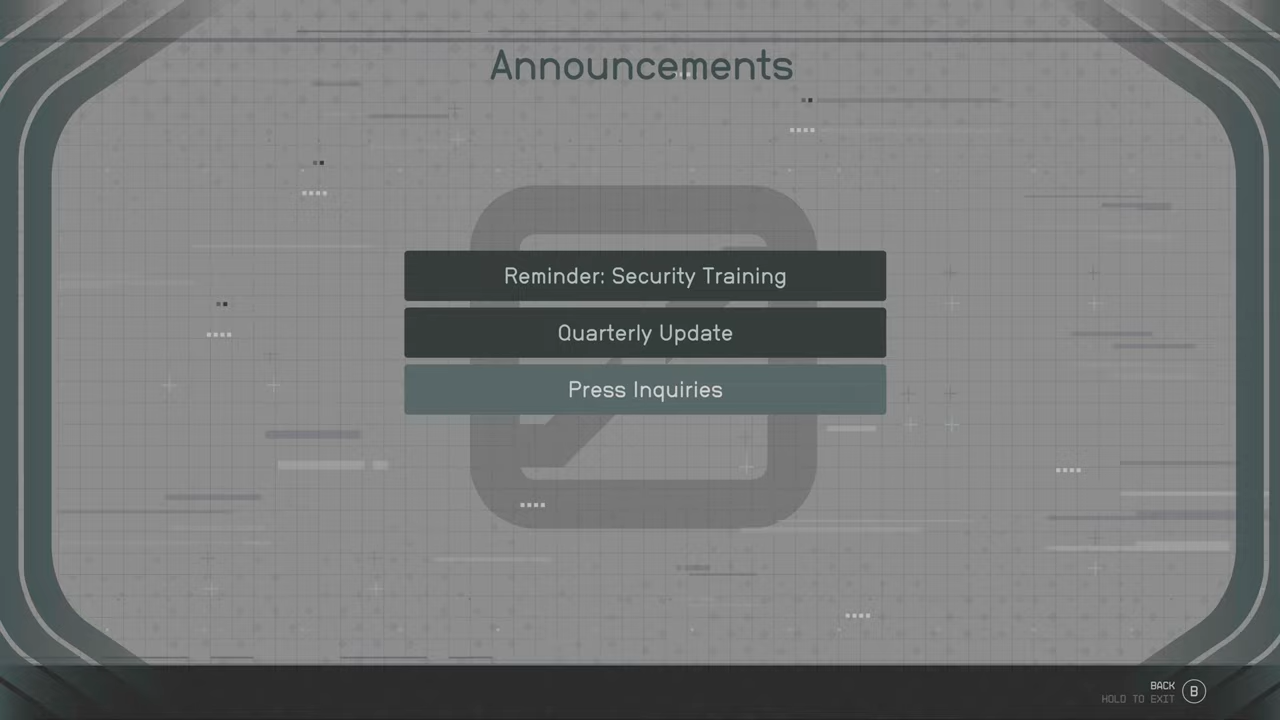 Announcements
Reminder: Security Training
Quarterly Update
Press Inquiries
BACK
HOLD TO EXIT
B